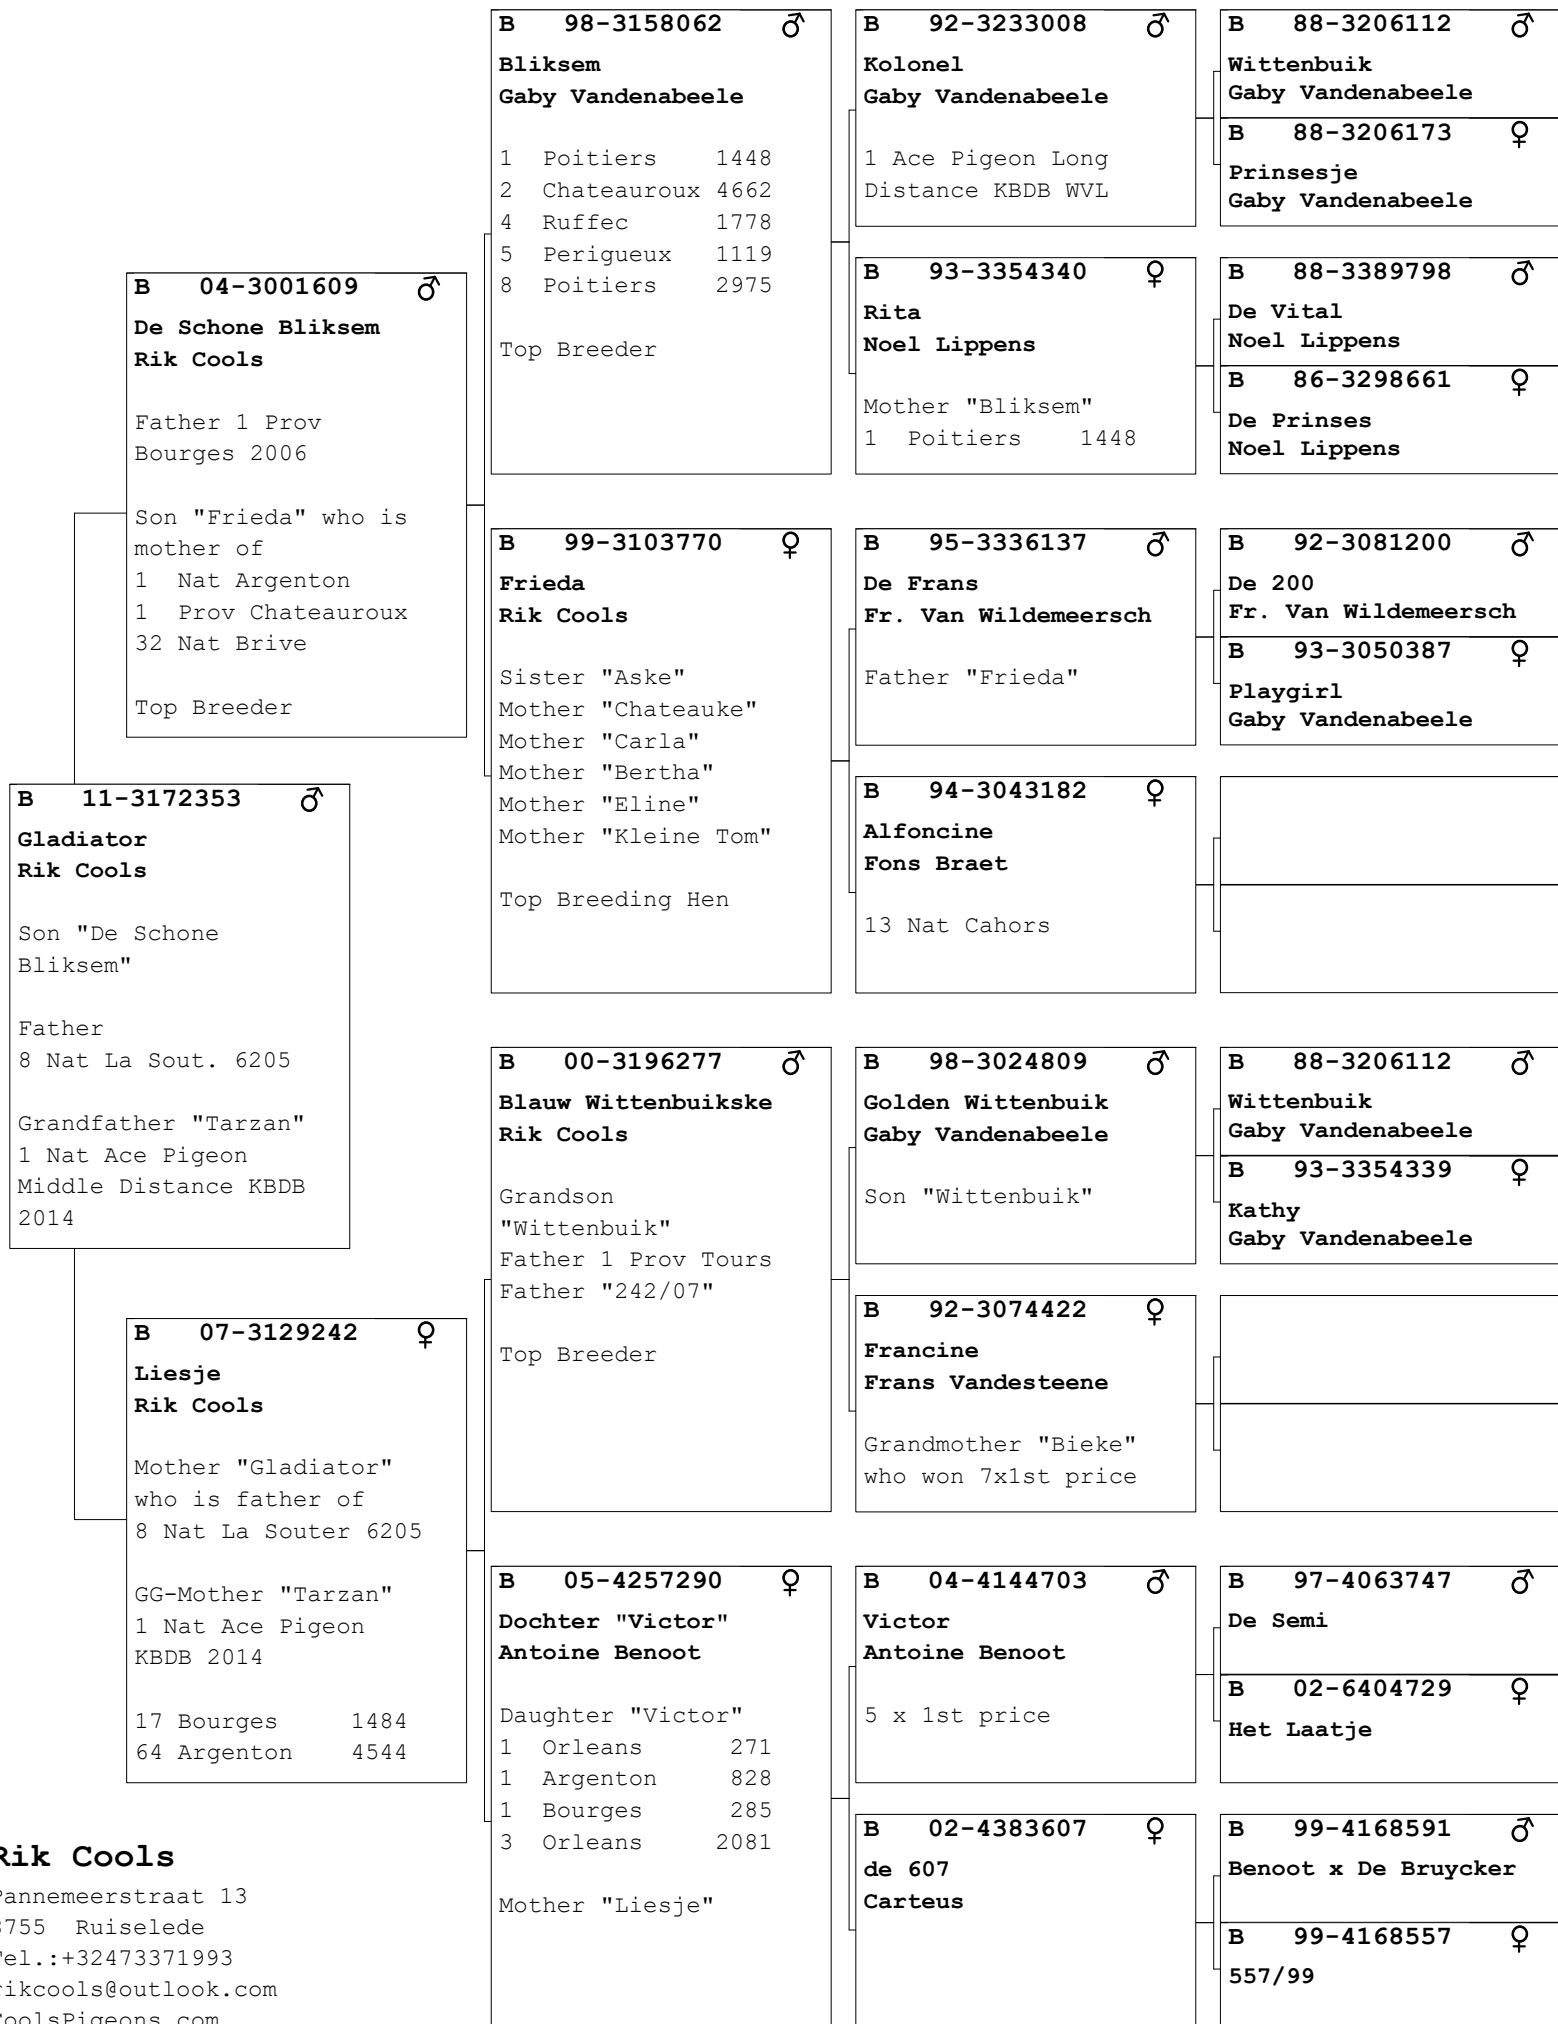 B 11-3172353 ♂
Gladiator
Rik Cools
Son "De Schone
Bliksem"
Father
8 Nat La Sout. 6205
Grandfather "Tarzan"
1 Nat Ace Pigeon
Middle Distance KBDB
2014
B 04-3001609 ♂
De Schone Bliksem
Rik Cools
Father 1 Prov
Bourges 2006
Son "Frieda" who is
mother of
1 Nat Argenton
1 Prov Chateauroux
32 Nat Brive
Top Breeder
B 07-3129242 ♀
Liesje
Rik Cools
Mother "Gladiator"
who is father of
8 Nat La Souter 6205
GG-Mother "Tarzan"
1 Nat Ace Pigeon
KBDB 2014
17 Bourges 1484
64 Argenton 4544
B 98-3158062 ♂
Bliksem
Gaby Vandenabeele
1 Poitiers 1448
2 Chateauroux 4662
4 Ruffec 1778
5 Perigueux 1119
8 Poitiers 2975
Top Breeder
B 99-3103770 ♀
Frieda
Rik Cools
Sister "Aske"
Mother "Chateauke"
Mother "Carla"
Mother "Bertha"
Mother "Eline"
Mother "Kleine Tom"
Top Breeding Hen
B 00-3196277 ♂
Blauw Wittenbuikske
Rik Cools
Grandson
"Wittenbuik"
Father 1 Prov Tours
Father "242/07"
Top Breeder
B 05-4257290 ♀
Dochter "Victor"
Antoine Benoot
Daughter "Victor"
1 Orleans 271
1 Argenton 828
1 Bourges 285
3 Orleans 2081
Mother "Liesje"
B 92-3233008 ♂
Kolonel
Gaby Vandenabeele
1 Ace Pigeon Long
Distance KBDB WVL
B 93-3354340 ♀
Rita
Noel Lippens
Mother "Bliksem"
1 Poitiers 1448
B 95-3336137 ♂
De Frans
Fr. Van Wildemeersch
Father "Frieda"
B 94-3043182 ♀
Alfoncine
Fons Braet
13 Nat Cahors
B 98-3024809 ♂
Golden Wittenbuik
Gaby Vandenabeele
Son "Wittenbuik"
B 92-3074422 ♀
Francine
Frans Vandesteene
Grandmother "Bieke"
who won 7x1st price
B 04-4144703 ♂
Victor
Antoine Benoot
5 x 1st price
B 02-4383607 ♀
de 607
Carteus
B 88-3206112 ♂
Wittenbuik
Gaby Vandenabeele
B 88-3206173 ♀
Prinsesje
Gaby Vandenabeele
B 88-3389798 ♂
De Vital
Noel Lippens
B 86-3298661 ♀
De Prinses
Noel Lippens
B 92-3081200 ♂
De 200
Fr. Van Wildemeersch
B 93-3050387 ♀
Playgirl
Gaby Vandenabeele
B 88-3206112 ♂
Wittenbuik
Gaby Vandenabeele
B 93-3354339 ♀
Kathy
Gaby Vandenabeele
B 97-4063747 ♂
De Semi
B 02-6404729 ♀
Het Laatje
B 99-4168591 ♂
Benoot x De Bruycker
B 99-4168557 ♀
557/99
Rik Cools
Pannemeerstraat 13
8755 Ruiselede
Tel.:+32473371993
rikcools@outlook.com
CoolsPigeons.com